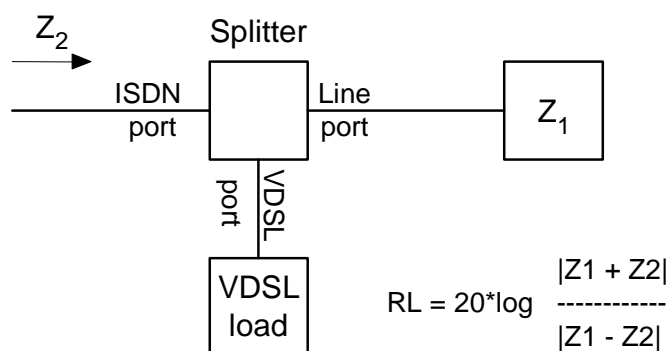 Z2
Splitter
ISDN
port
Line
port
Z1
VDSL
port
VDSL
load
RL = 20*log
|Z1 + Z2|
------------
|Z1 - Z2|